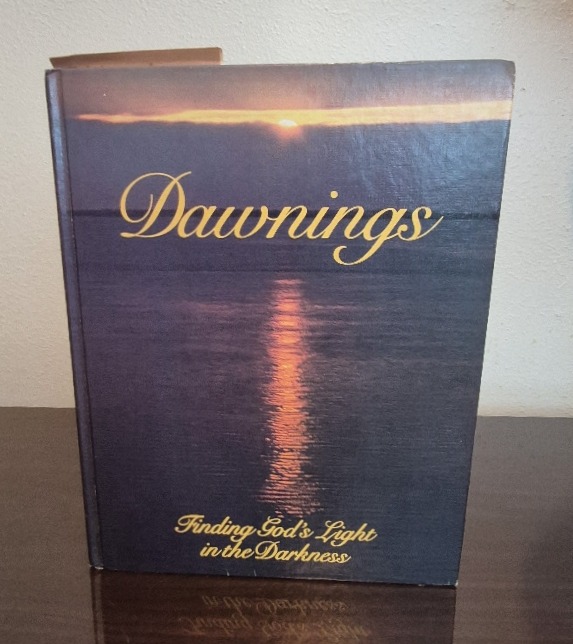 Dawnings
Finding God's Light
in the Darkness